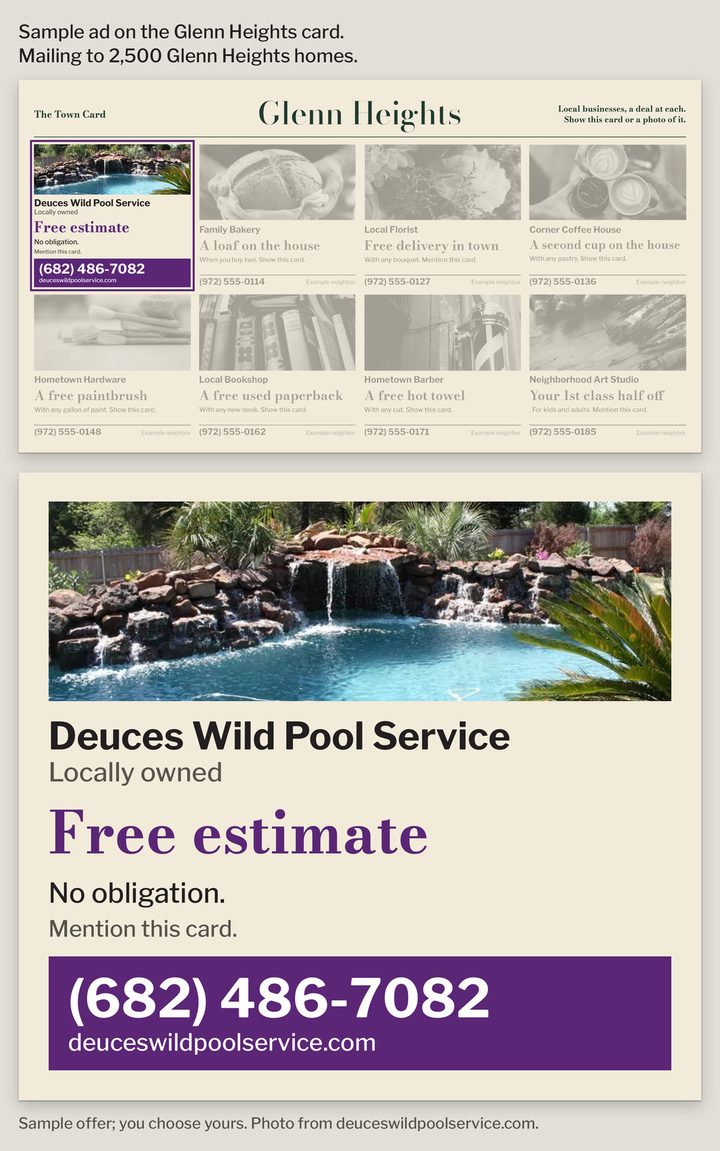 Sample ad on the Glenn Heights card.
Mailing to 2,500 Glenn Heights homes.
The Town Card
Glenn Heights
Local businesses, a deal at each.
Show this card or a photo of it.
Deuces Wild Pool Service
Locally owned
Free estimate
No obligation.
Mention this card.
(682) 486-7082
deuceswildpoolservice.com
Family Bakery
A loaf on the house
When you buy two. Show this card.
(972) 555-0114
Example neighbor
Local Florist
Free delivery in town
With any bouquet. Mention this card.
(972) 555-0127
Example neighbor
Corner Coffee House
A second cup on the house
With any pastry. Show this card.
(972) 555-0136
Example neighbor
Hometown Hardware
A free paintbrush
With any gallon of paint. Show this card.
(972) 555-0148
Example neighbor
Local Bookshop
A free used paperback
With any new book. Show this card.
(972) 555-0162
Example neighbor
Hometown Barber
A free hot towel
With any cut. Show this card.
(972) 555-0171
Example neighbor
Neighborhood Art Studio
Your 1st class half off
For kids and adults. Mention this card.
(972) 555-0185
Example neighbor
Deuces Wild Pool Service
Locally owned
Free estimate
No obligation.
Mention this card.
(682) 486-7082
deuceswildpoolservice.com
Sample offer; you choose yours. Photo from deuceswildpoolservice.com.